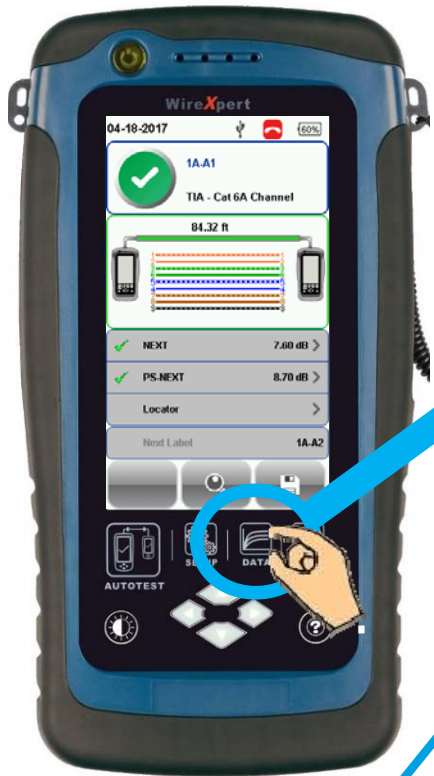 WireXpert
04-18-2017
60%
1A-A1
TIA - Cat 6A Channel
84.32 ft
NEXT 7.60 dB
PS-NEXT 8.70 dB
Locator
Next Label 1A-A2
DATA
AUTOTEST
?